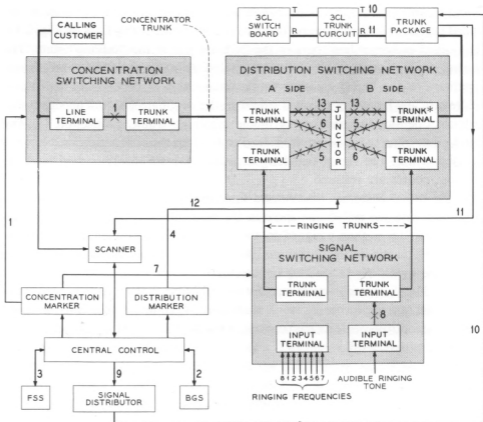 CALLING
CUSTOMER
CONCENTRATOR
TRUNK
3CL
SWITCH
BOARD
T
R
3CL
TRUNK
CURCUIT
T 10
R 11
TRUNK
PACKAGE
CONCENTRATION
SWITCHING NETWORK
LINE
TERMINAL
1
TRUNK
TERMINAL
DISTRIBUTION SWITCHING NETWORK
A SIDE
B SIDE
TRUNK
TERMINAL
13
6
5
JUNCTOR
13
5
6
TRUNK*
TERMINAL
TRUNK
TERMINAL
TRUNK
TERMINAL
12
4
11
1
SCANNER
RINGING TRUNKS
7
SIGNAL
SWITCHING NETWORK
CONCENTRATION
MARKER
DISTRIBUTION
MARKER
TRUNK
TERMINAL
TRUNK
TERMINAL
8
INPUT
TERMINAL
INPUT
TERMINAL
10
CENTRAL CONTROL
3
9
2
FSS
SIGNAL
DISTRIBUTOR
BGS
8 1 2 3 4 5 6 7
RINGING FREQUENCIES
AUDIBLE RINGING
TONE